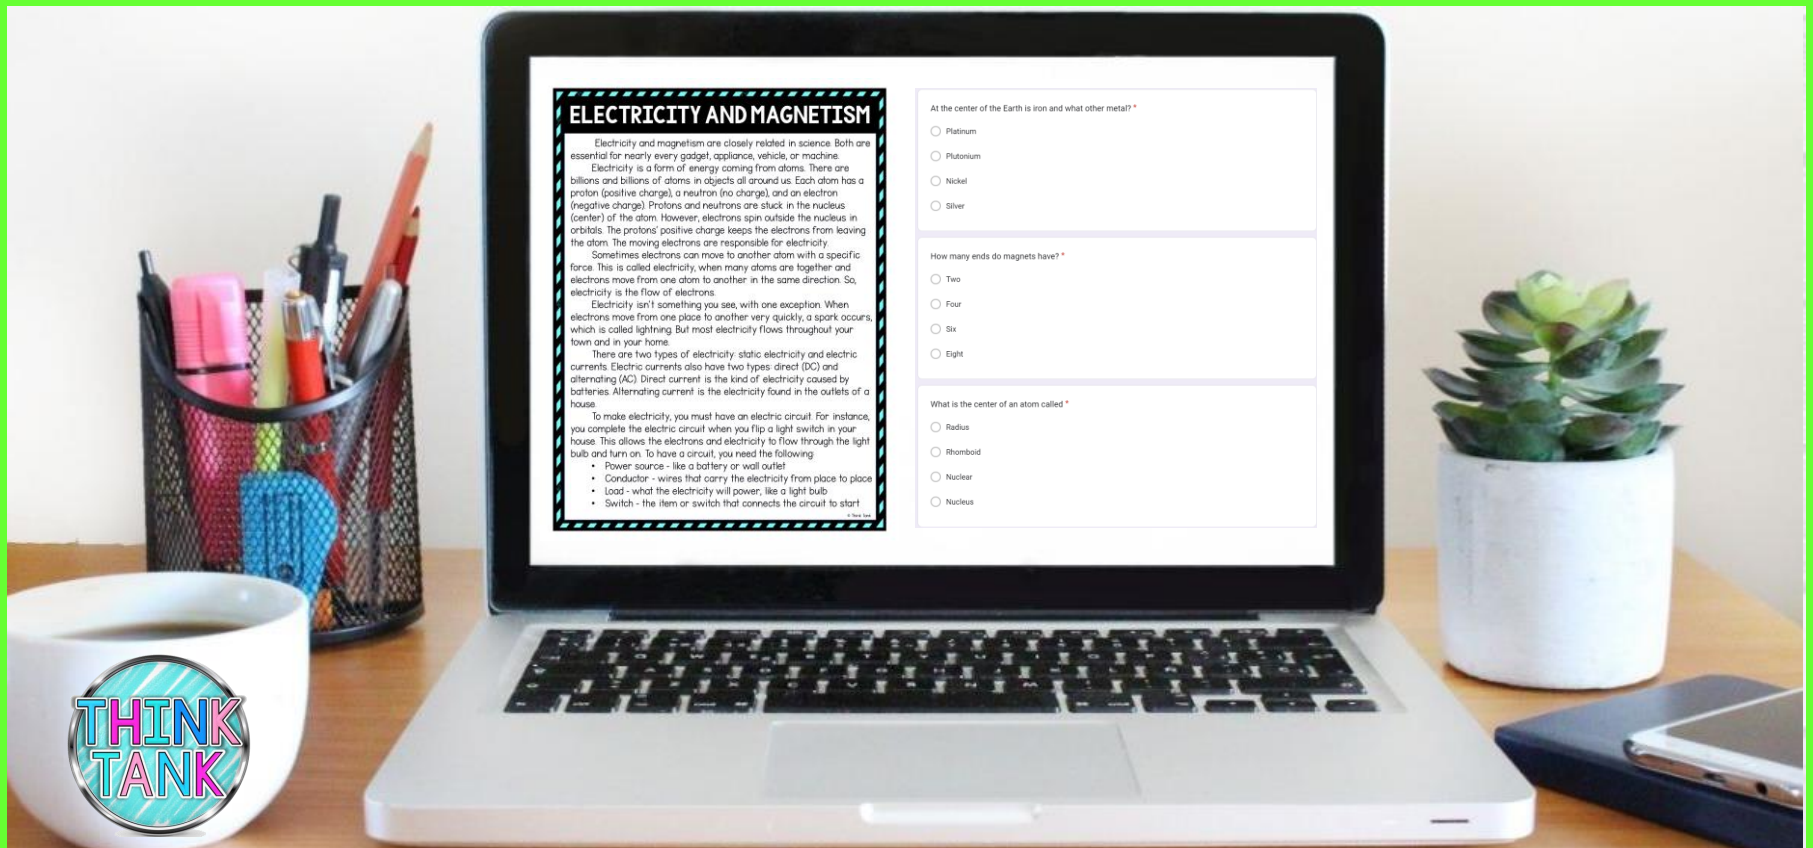 ELECTRICITY AND MAGNETISM
Electricity and magnetism are closely related in science. Both are
essential for nearly every gadget, appliance, vehicle, or machine.
Electricity is a form of energy coming from atoms. There are
billions and billions of atoms in objects all around us. Each atom has a
proton (positive charge), a neutron (no charge), and an electron
(negative charge). Protons and neutrons are stuck in the nucleus
(center) of the atom. However, electrons spin outside the nucleus in
orbitals. The protons' positive charge keeps the electrons from leaving
the atom. The moving electrons are responsible for electricity.
Sometimes electrons can move to another atom with a specific
force. This is called electricity, when many atoms are together and
electrons move from one atom to another in the same direction. So,
electricity is the flow of electrons.
Electricity isn't something you see, with one exception. When
electrons move from one place to another very quickly, a spark occurs,
which is called lightning. But most electricity flows throughout your
town and in your home.
There are two types of electricity: static electricity and electric
currents. Electric currents also have two types: direct (DC) and
alternating (AC). Direct current is the kind of electricity caused by
batteries. Alternating current is the electricity found in the outlets of a
house.
To make electricity, you must have an electric circuit. For instance,
you complete the electric circuit when you flip a light switch in your
house. This allows the electrons and electricity to flow through the light
bulb and turn on. To have a circuit, you need the following:
• Power source - like a battery or wall outlet
• Conductor - wires that carry the electricity from place to place
• Load - what the electricity will power, like a light bulb
• Switch - the item or switch that connects the circuit to start
© Think Tank
At the center of the Earth is iron and what other metal? *
Platinum
Plutonium
Nickel
Silver
How many ends do magnets have? *
Two
Four
Six
Eight
What is the center of an atom called *
Radius
Rhomboid
Nuclear
Nucleus
THINK
TANK